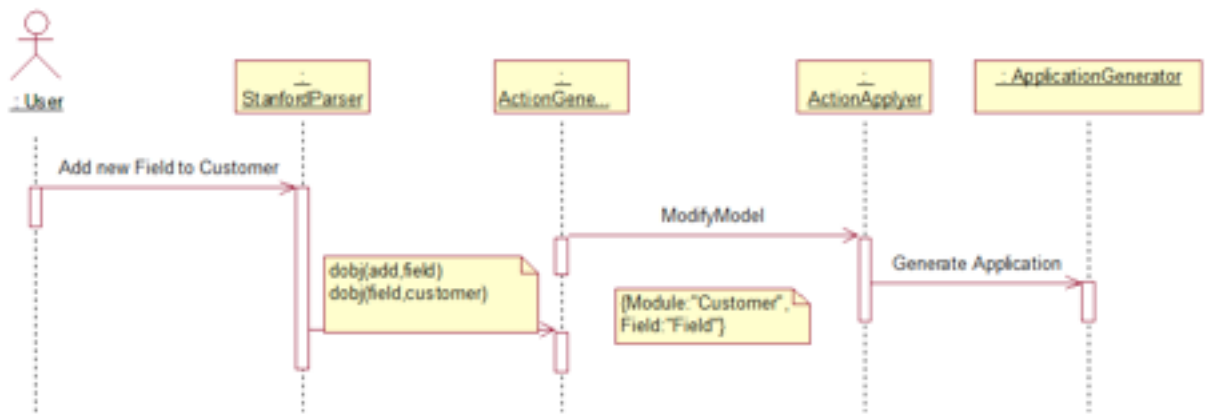 : User
:
StanfordParser
:
ActionGene...
:
ActionApplyer
: ApplicationGenerator
Add new Field to Customer
ModifyModel
Generate Application
dobj(add,field)
dobj(field,customer)
{Module:"Customer",
Field:"Field"}